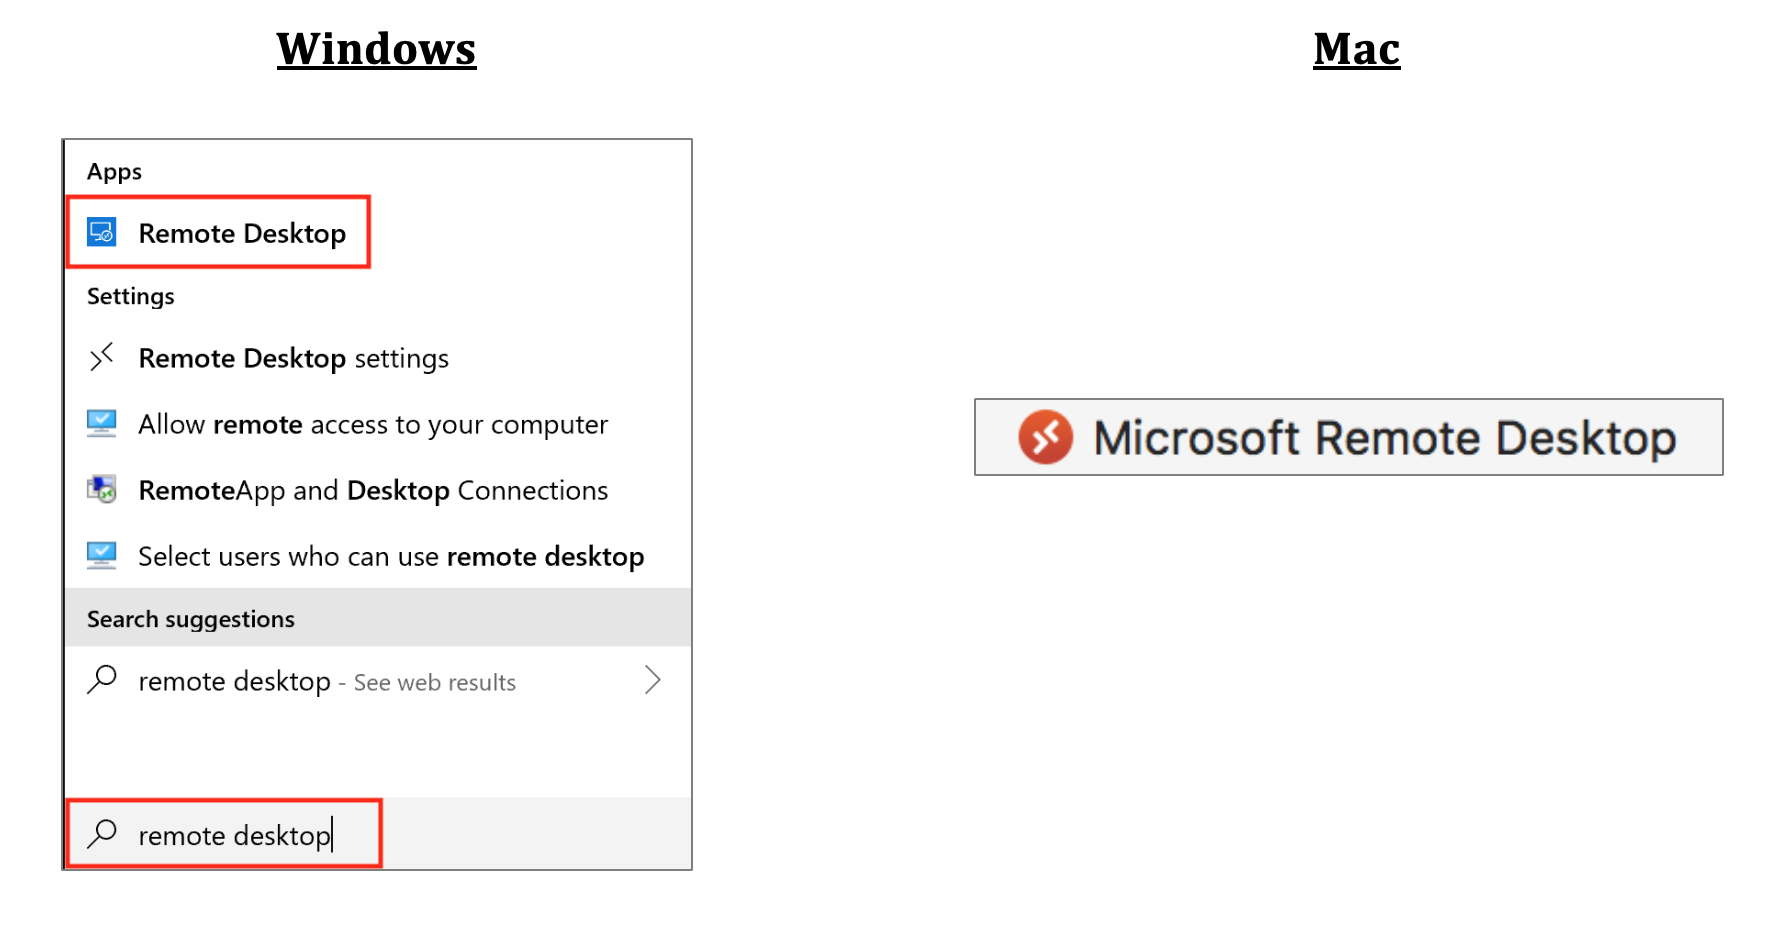 Windows
Mac
Apps
Remote Desktop
Settings
Remote Desktop settings
Allow remote access to your computer
RemoteApp and Desktop Connections
Select users who can use remote desktop
Search suggestions
remote desktop - See web results
remote desktop
Microsoft Remote Desktop